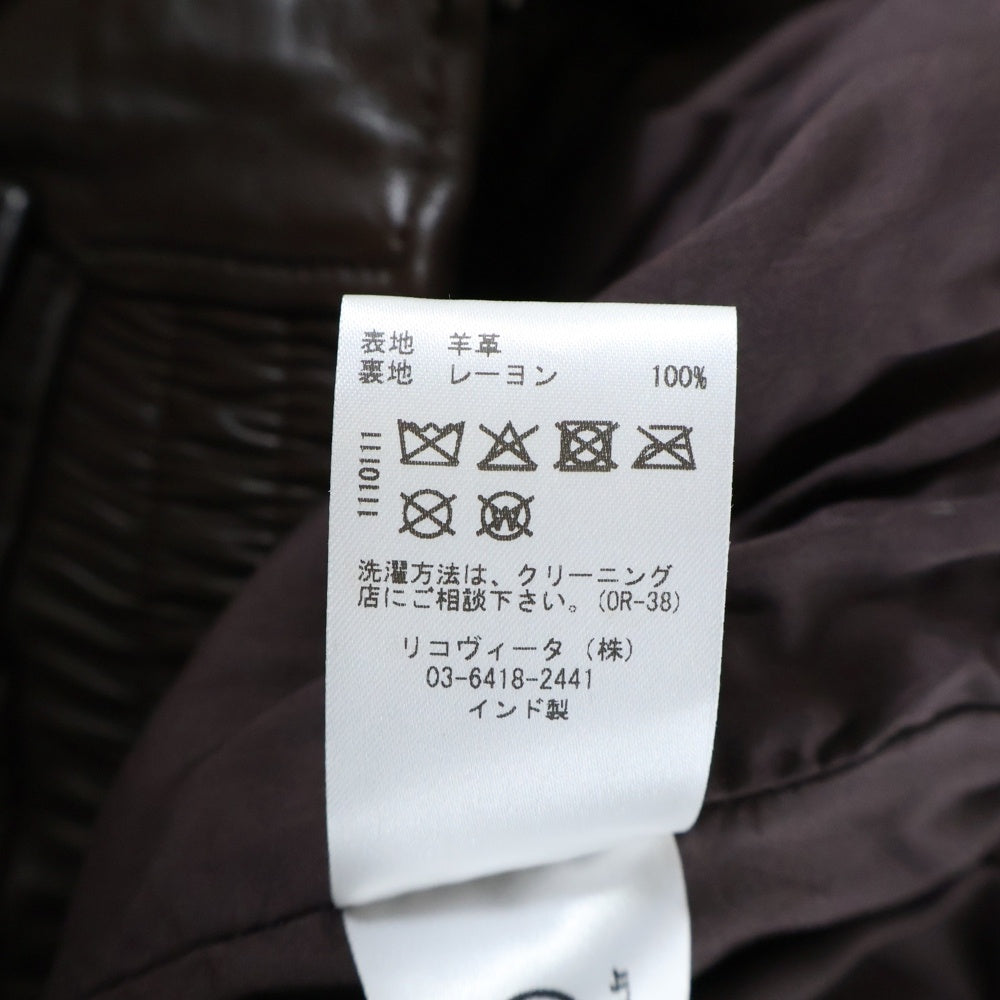 表地 羊革
裏地 レーヨン 100%
1110111
W
洗濯方法は、クリーニング
店にご相談下さい。(OR-38)
リコヴィータ（株）
03-6418-2441
インド製